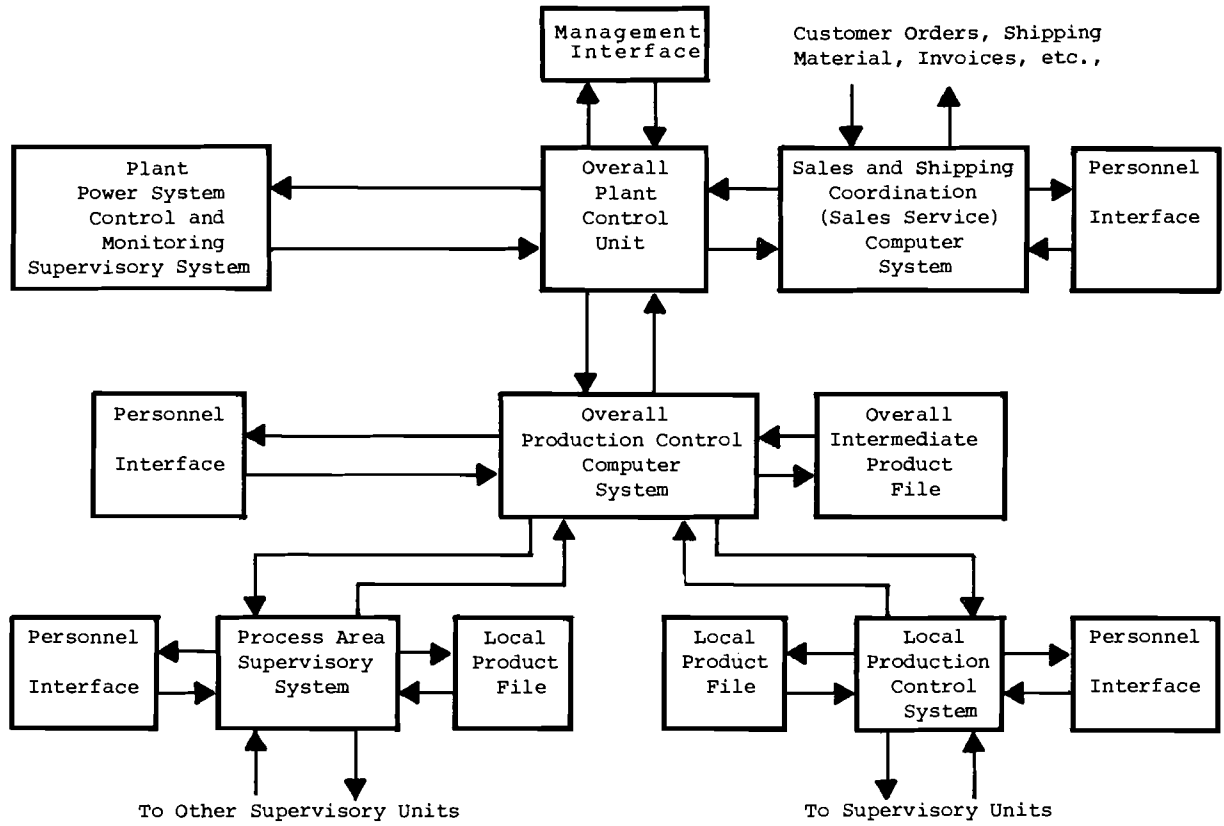 Management
Interface
Customer Orders, Shipping
Material, Invoices, etc.,
Plant
Power System
Control and
Monitoring
Supervisory System
Overall
Plant
Control
Unit
Sales and Shipping
Coordination
(Sales Service)
Computer
System
Personnel
Interface
Personnel
Interface
Overall
Production Control
Computer
System
Overall
Intermediate
Product
File
Personnel
Interface
Process Area
Supervisory
System
Local
Product
File
Local
Product
File
Local
Production
Control
System
Personnel
Interface
To Other Supervisory Units
To Supervisory Units